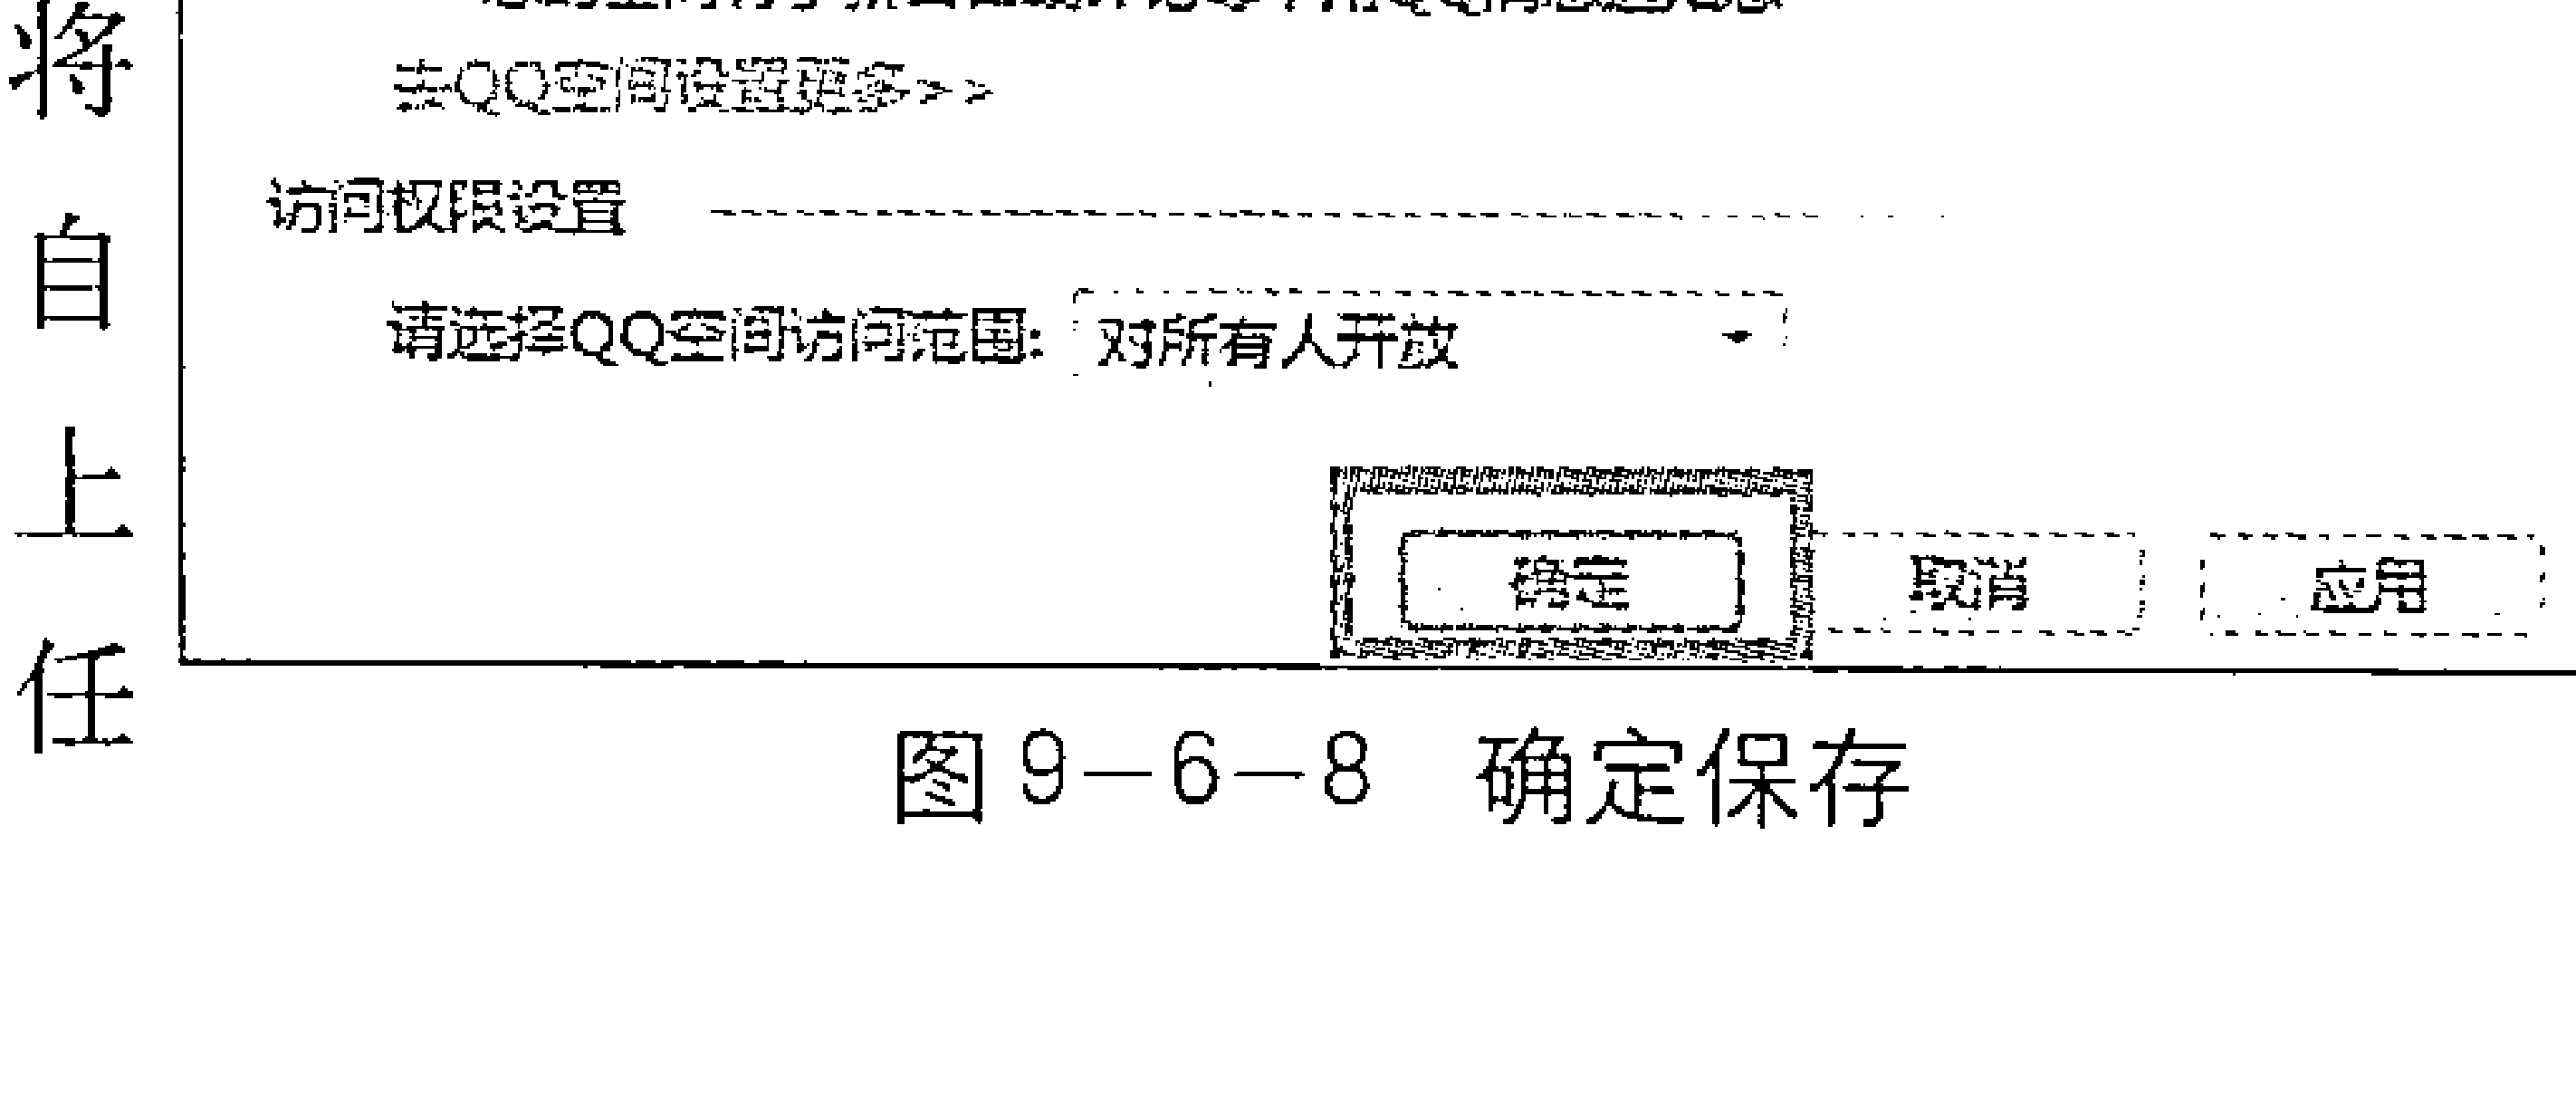 去QQ空间设置更多>>
访问权限设置
请选择QQ空间访问范围: 对所有人开放
确定 取消 应用
图9-6-8 确定保存
将
自
上
任